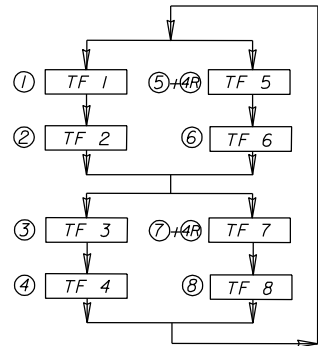 ① TF 1 ⑤+④R TF 5
② TF 2 ⑥ TF 6
③ TF 3 ⑦+④R TF 7
④ TF 4 ⑧ TF 8